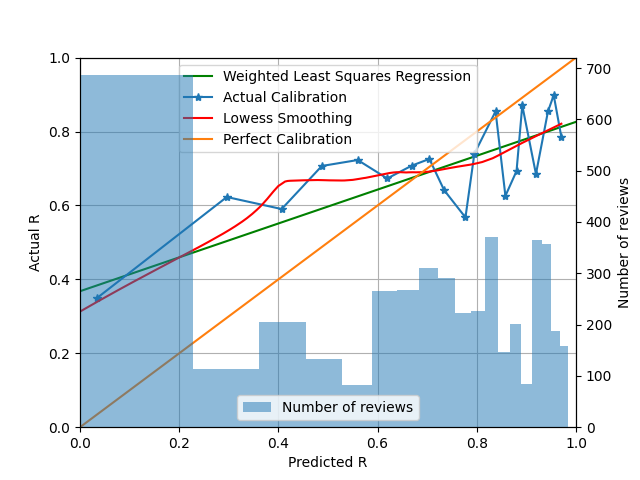 Weighted Least Squares Regression
Actual Calibration
Lowess Smoothing
Perfect Calibration
Number of reviews
1.0
0.8
0.6
0.4
0.2
0.0
Actual R
0.0 0.2 0.4 0.6 0.8 1.0
Predicted R
700
600
500
400
300
200
100
0
Number of reviews